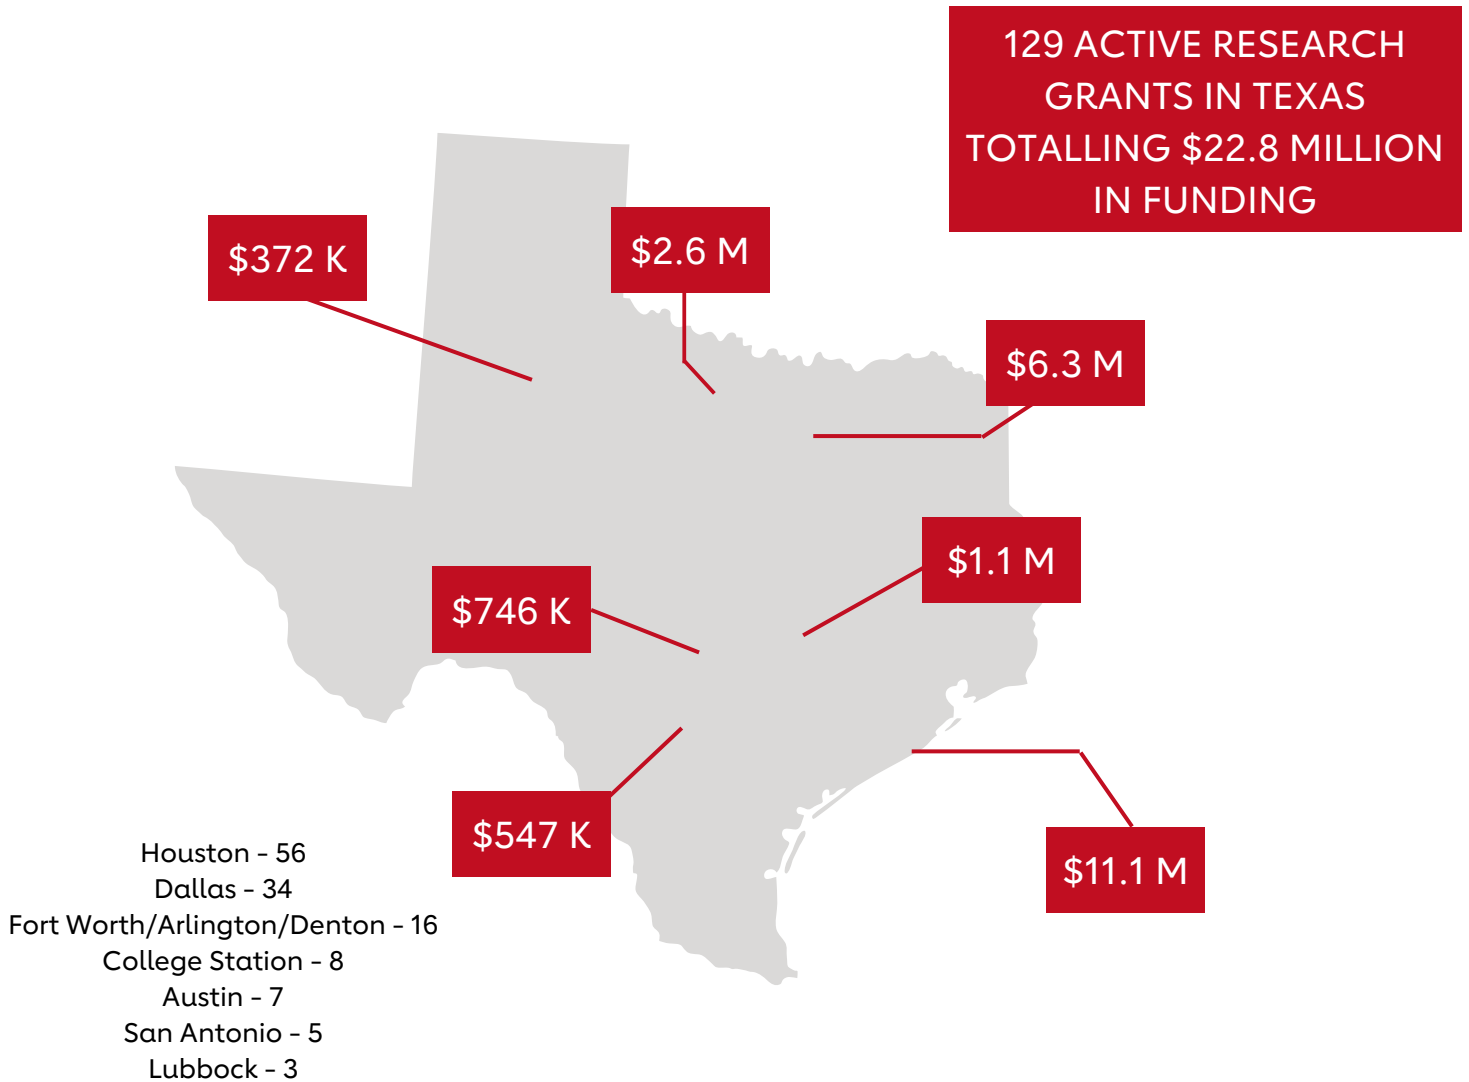 129 ACTIVE RESEARCH
GRANTS IN TEXAS
TOTALLING $22.8 MILLION
IN FUNDING
$372 K
$2.6 M
$6.3 M
$1.1 M
$746 K
$547 K
$11.1 M
Houston - 56
Dallas - 34
Fort Worth/Arlington/Denton - 16
College Station - 8
Austin - 7
San Antonio - 5
Lubbock - 3